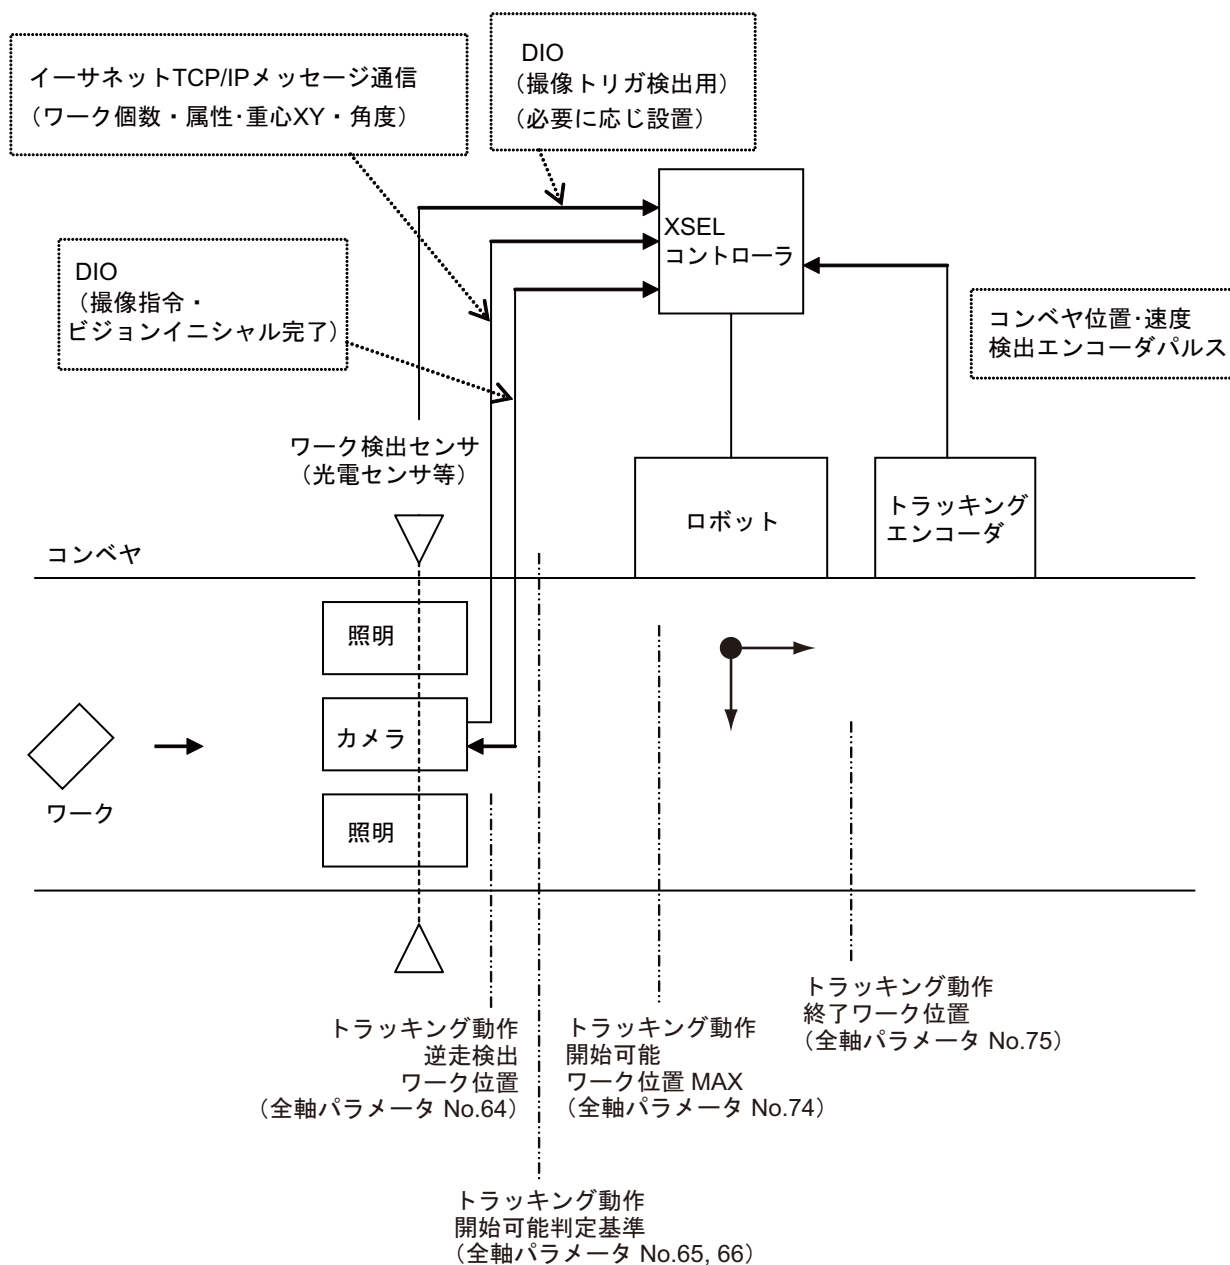 DIO
（撮像トリガ検出用）
（必要に応じ設置）
イーサネットTCP/IPメッセージ通信
（ワーク個数・属性･重心XY・角度）
XSEL
コントローラ
DIO
（撮像指令・
ビジョンイニシャル完了）
コンベヤ位置･速度
検出エンコーダパルス
ワーク検出センサ
（光電センサ等）
ロボット
トラッキング
エンコーダ
コンベヤ
照明
カメラ
照明
ワーク
トラッキング動作
逆走検出
ワーク位置
（全軸パラメータ No.64）
トラッキング動作
開始可能
ワーク位置 MAX
（全軸パラメータ No.74）
トラッキング動作
終了ワーク位置
（全軸パラメータ No.75）
トラッキング動作
開始可能判定基準
（全軸パラメータ No.65, 66）